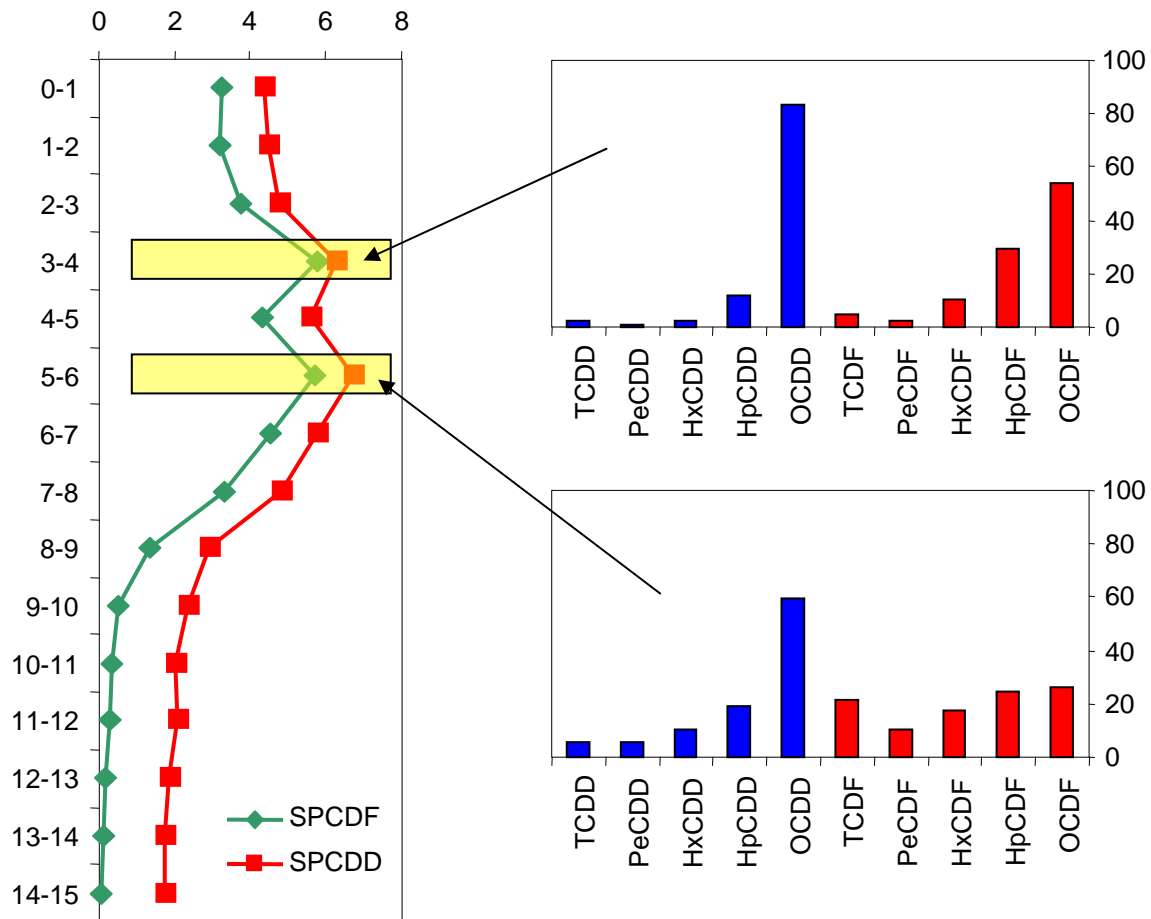 0 2 4 6 8
0-1
1-2
2-3
3-4
4-5
5-6
6-7
7-8
8-9
9-10
10-11
11-12
12-13
13-14
14-15
SPCDF
SPCDD
100
80
60
40
20
0
TCDD
PeCDD
HxCDD
HpCDD
OCDD
TCDF
PeCDF
HxCDF
HpCDF
OCDF
100
80
60
40
20
0
TCDD
PeCDD
HxCDD
HpCDD
OCDD
TCDF
PeCDF
HxCDF
HpCDF
OCDF